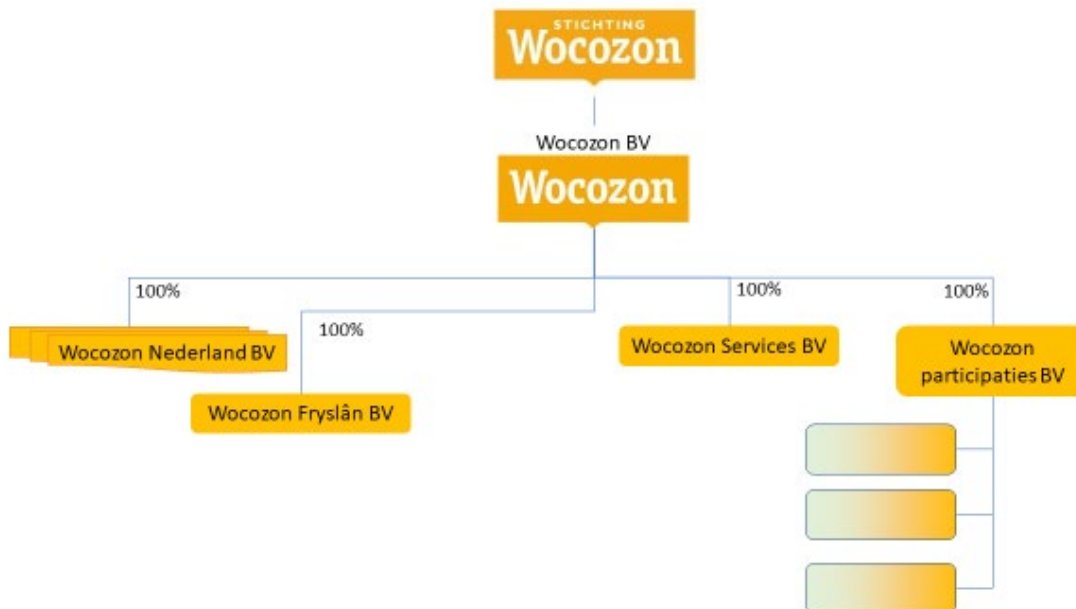 STICHTING
Wocozon
Wocozon BV
Wocozon
100%
100%
100%
100%
Wocozon Nederland BV
Wocozon Fryslân BV
Wocozon Services BV
Wocozon
participaties BV